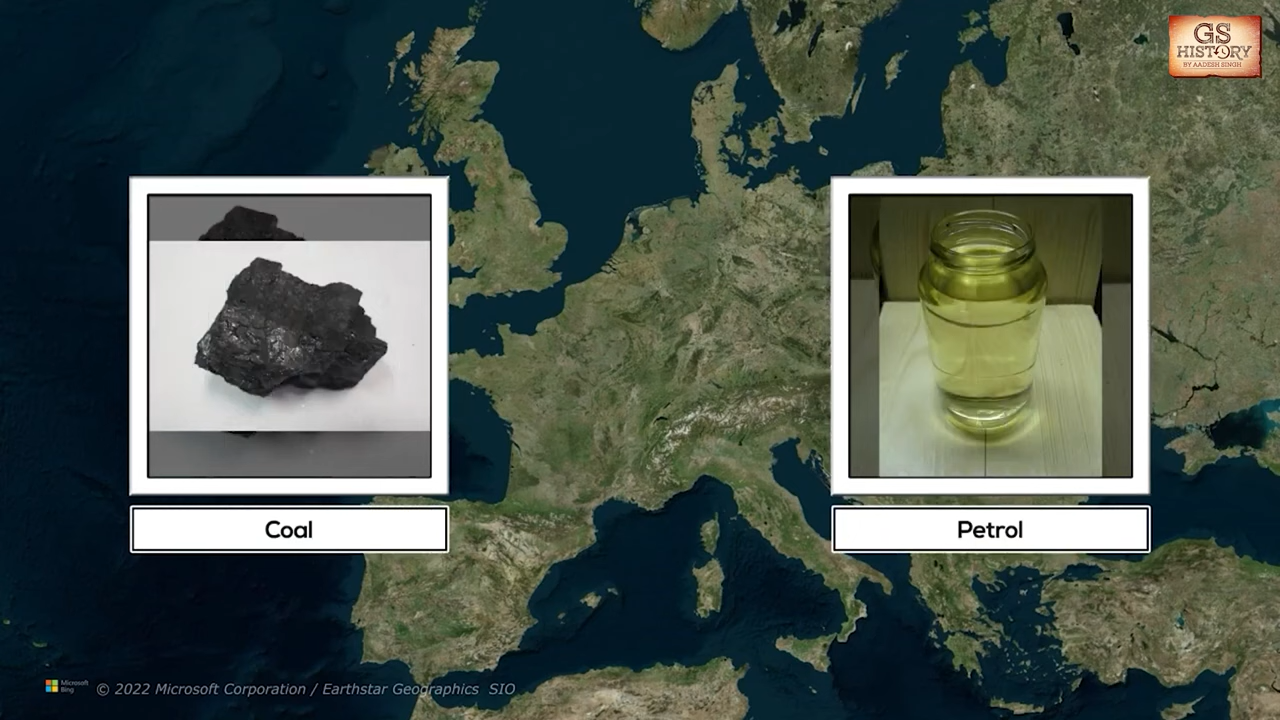 GS
HISTORY
BY AADESH SINGH
Coal
Petrol
Microsoft
Bing
© 2022 Microsoft Corporation / Earthstar Geographics SIO